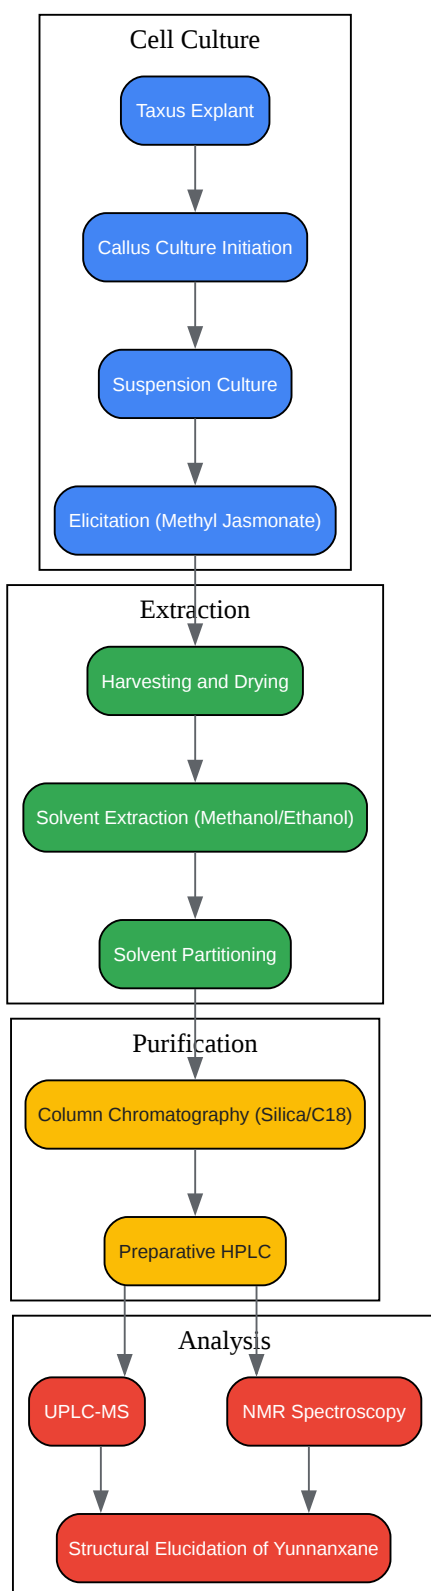 Cell Culture
Taxus Explant
Callus Culture Initiation
Suspension Culture
Elicitation (Methyl Jasmonate)
Extraction
Harvesting and Drying
Solvent Extraction (Methanol/Ethanol)
Solvent Partitioning
Purification
Column Chromatography (Silica/C18)
Preparative HPLC
Analysis
UPLC-MS
NMR Spectroscopy
Structural Elucidation of Yunnanxane